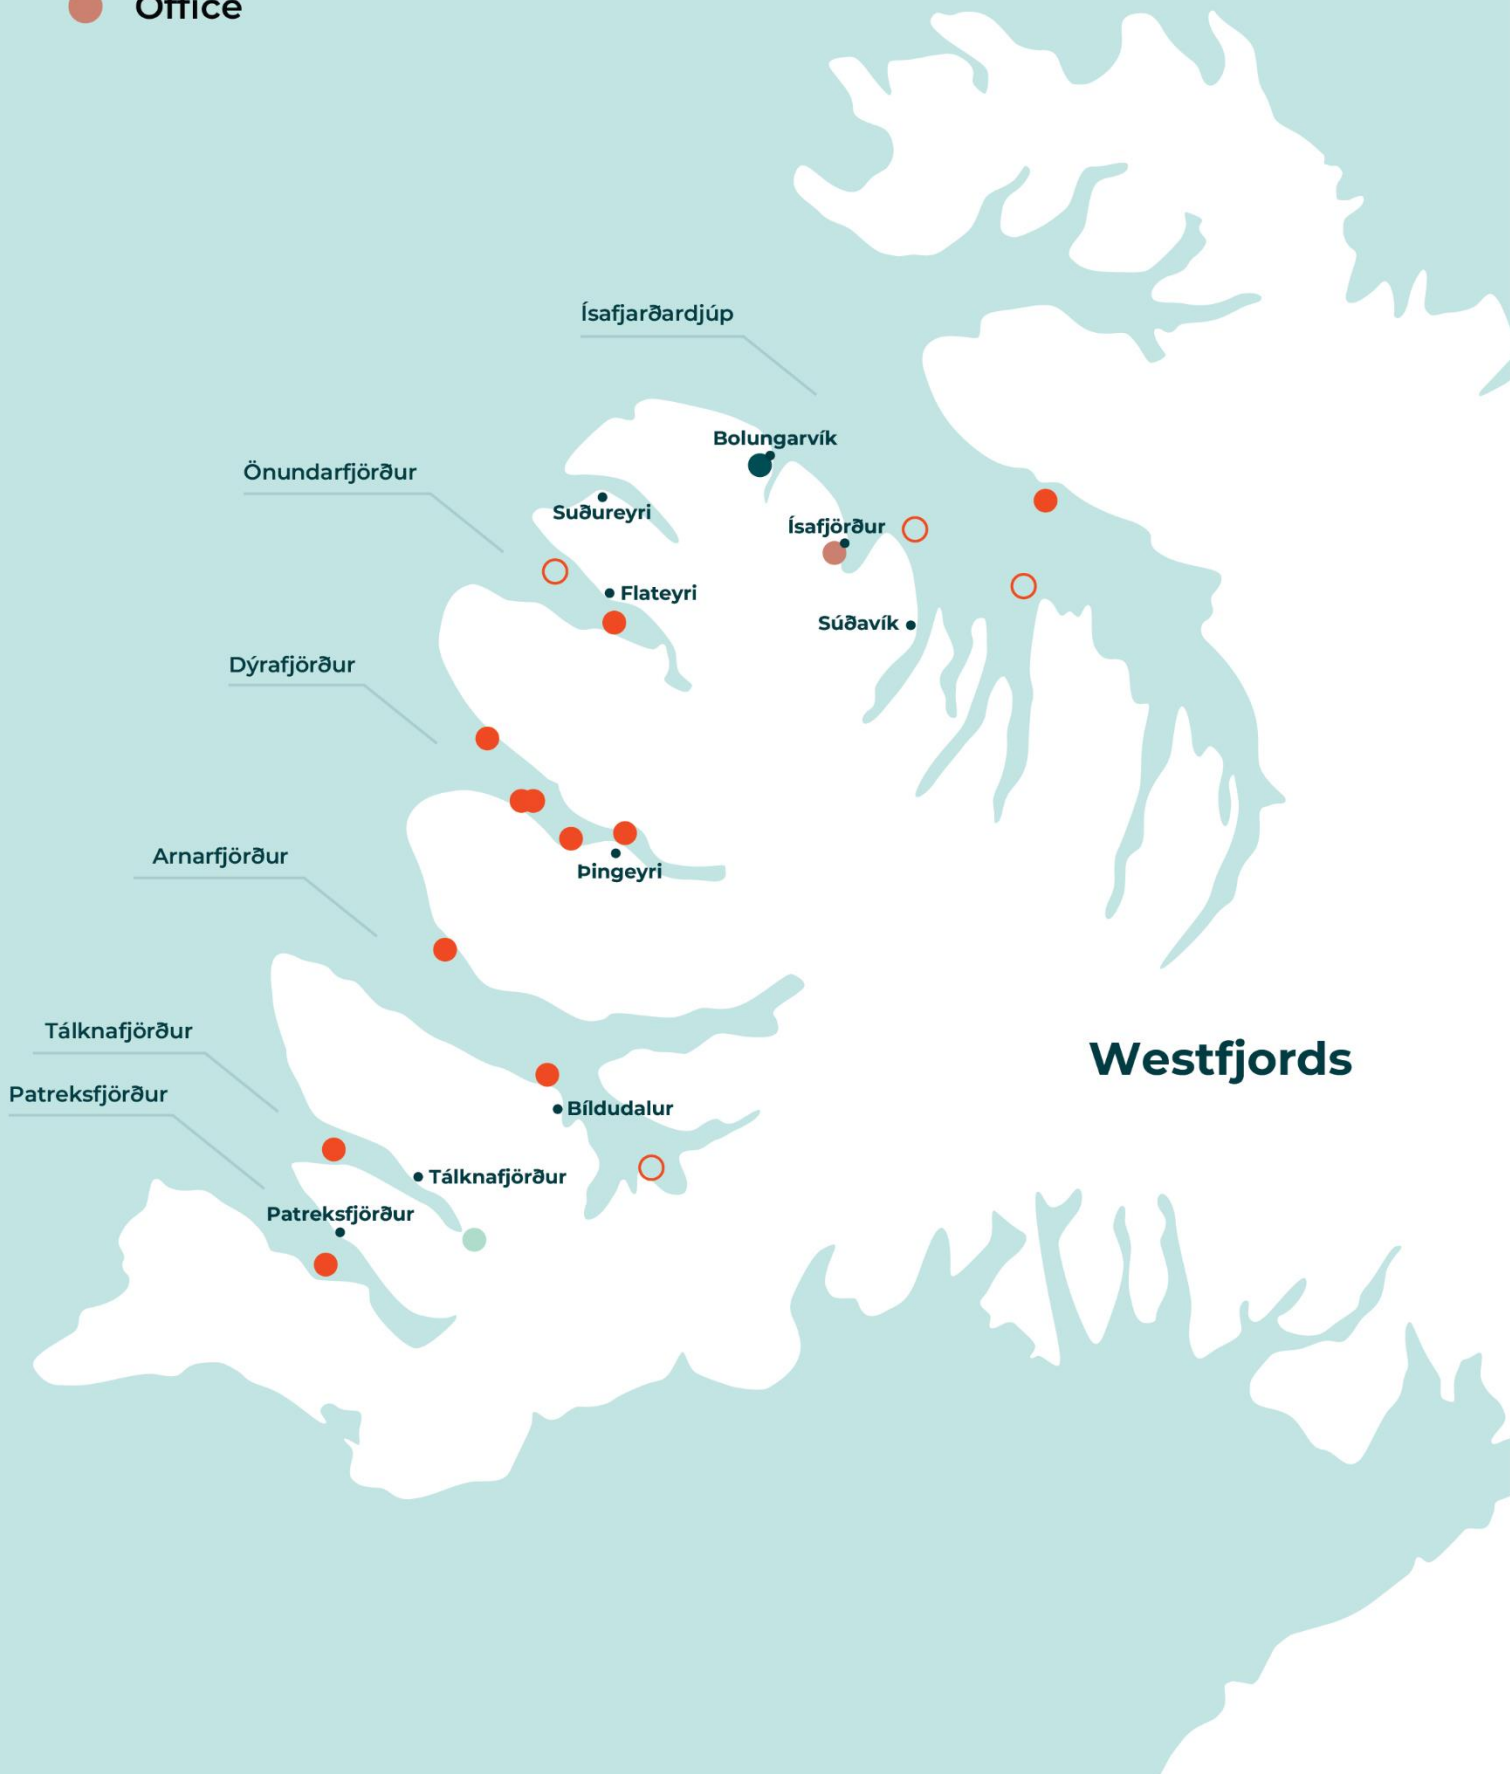 Office
Ísafjarðardjúp
Bolungarvík
Önundarfjörður
Suðureyri
Ísafjörður
Flateyri
Súðavík
Dýrafjörður
Arnarfjörður
Þingeyri
Tálknafjörður
Westfjords
Patreksfjörður
Bíldudalur
Tálknafjörður
Patreksfjörður